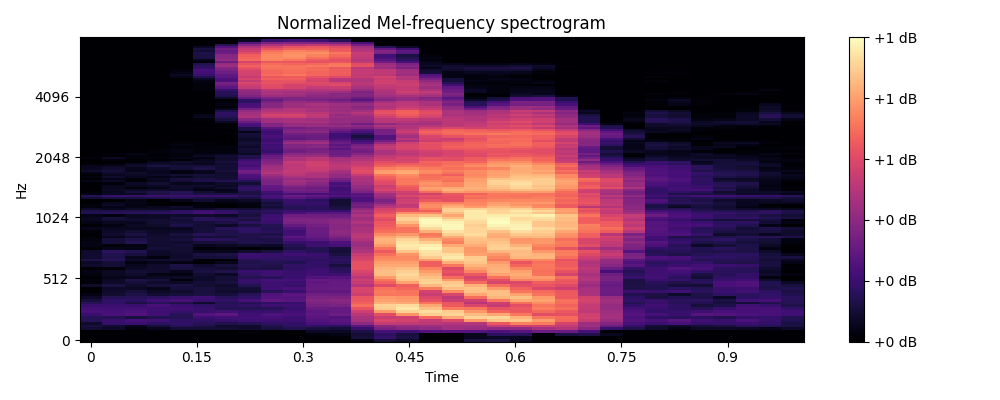 Normalized Mel-frequency spectrogram
Hz
4096
2048
1024
512
0
0 0.15 0.3 0.45 0.6 0.75 0.9
Time
+1 dB
+1 dB
+1 dB
+0 dB
+0 dB
+0 dB